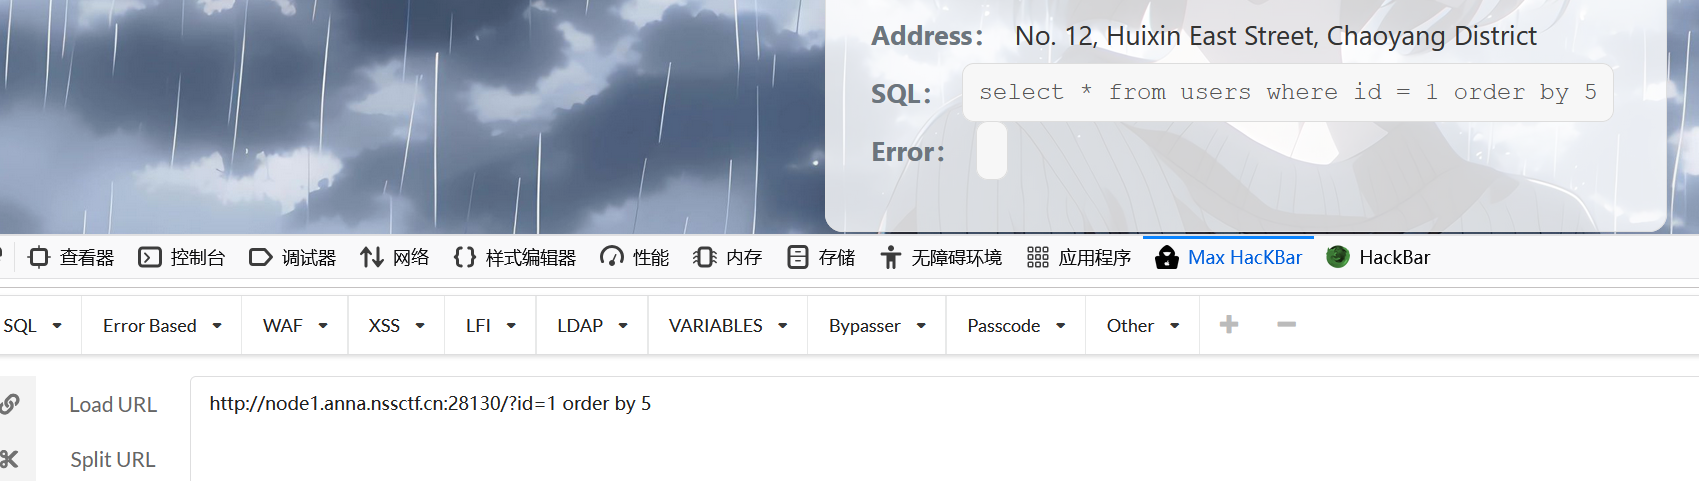 Address： No. 12, Huixin East Street, Chaoyang District
SQL： select * from users where id = 1 order by 5
Error：
查看器 控制台 调试器 网络 样式编辑器 性能 内存 存储 无障碍环境 应用程序 Max HacKBar HackBar
SQL Error Based WAF XSS LFI LDAP VARIABLES Bypasser Passcode Other
Load URL http://node1.anna.nssctf.cn:28130/?id=1 order by 5
Split URL